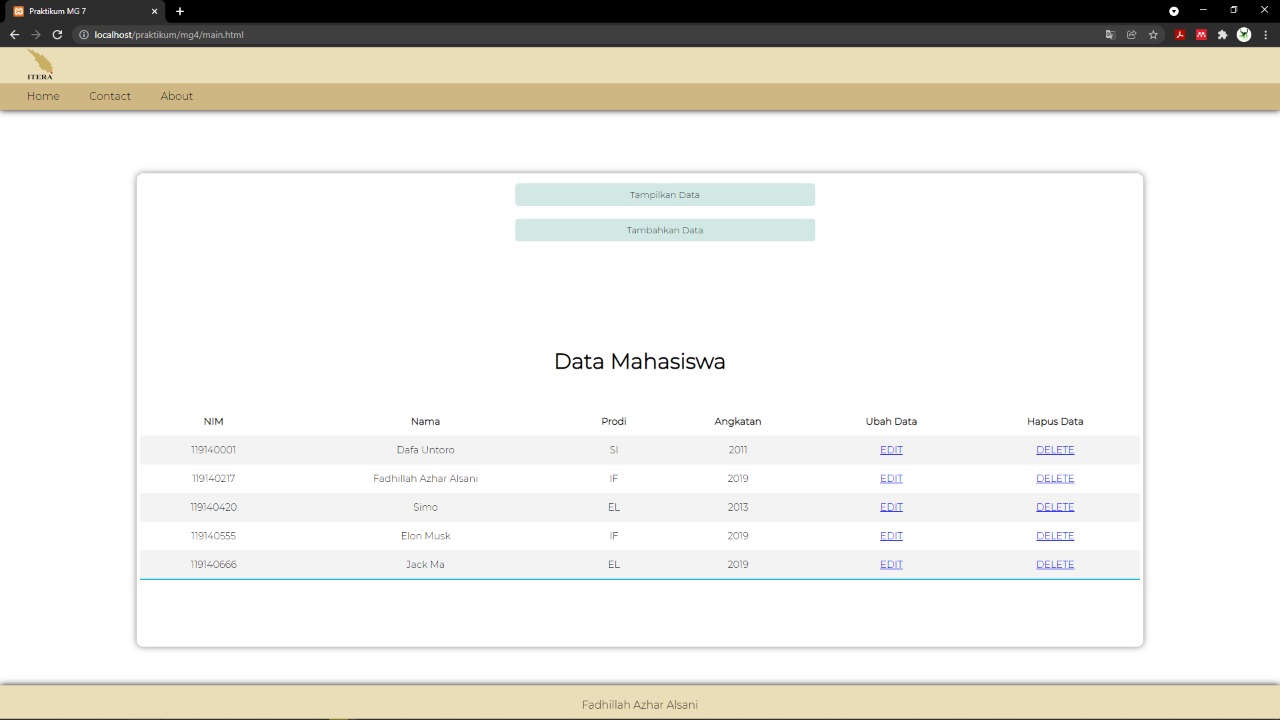 Praktikum MG 7
localhost/praktikum/mg4/main.html
ITERA
Home Contact About
Tampilkan Data
Tambahkan Data
Data Mahasiswa
NIM Nama Prodi Angkatan Ubah Data Hapus Data
119140001 Dafa Untoro SI 2011 EDIT DELETE
119140217 Fadhillah Azhar Alsani IF 2019 EDIT DELETE
119140420 Simo EL 2013 EDIT DELETE
119140555 Elon Musk IF 2019 EDIT DELETE
119140666 Jack Ma EL 2019 EDIT DELETE
Fadhillah Azhar Alsani